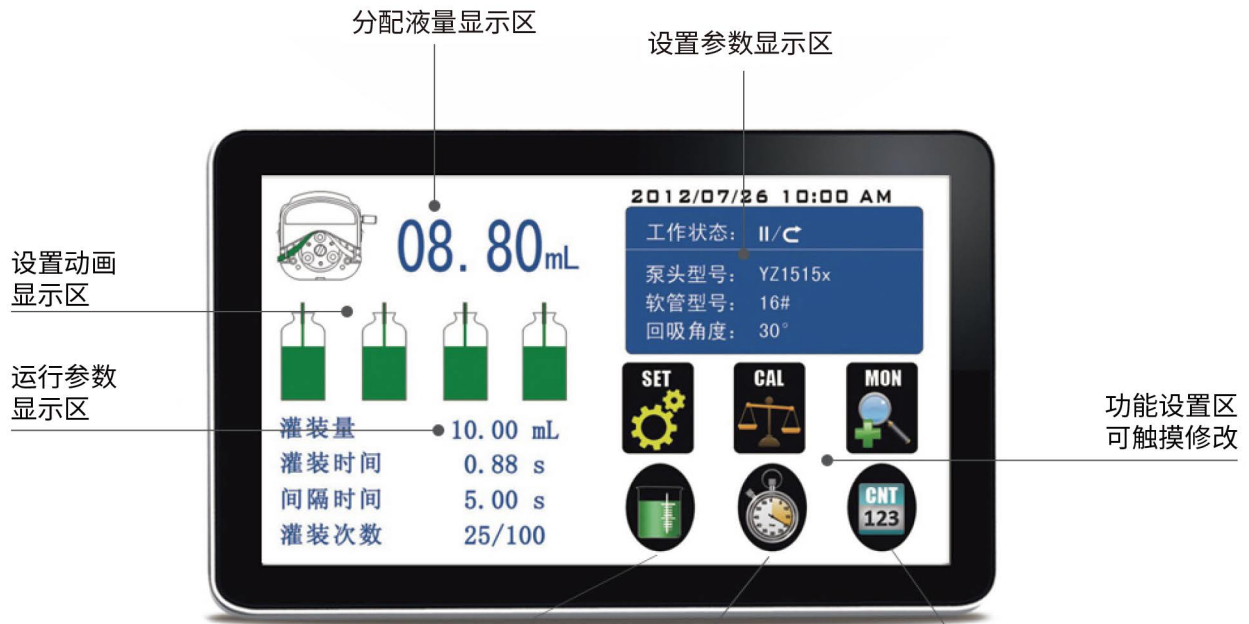 分配液量显示区
设置参数显示区
2012/07/26 10:00 AM
08. 80mL
工作状态: II/
泵头型号: YZ1515x
软管型号: 16#
回吸角度: 30°
设置动画
显示区
运行参数
显示区
SET
CAL
MON
灌装量 10.00 mL
灌装时间 0.88 s
间隔时间 5.00 s
灌装次数 25/100
功能设置区
可触摸修改
CNT
123